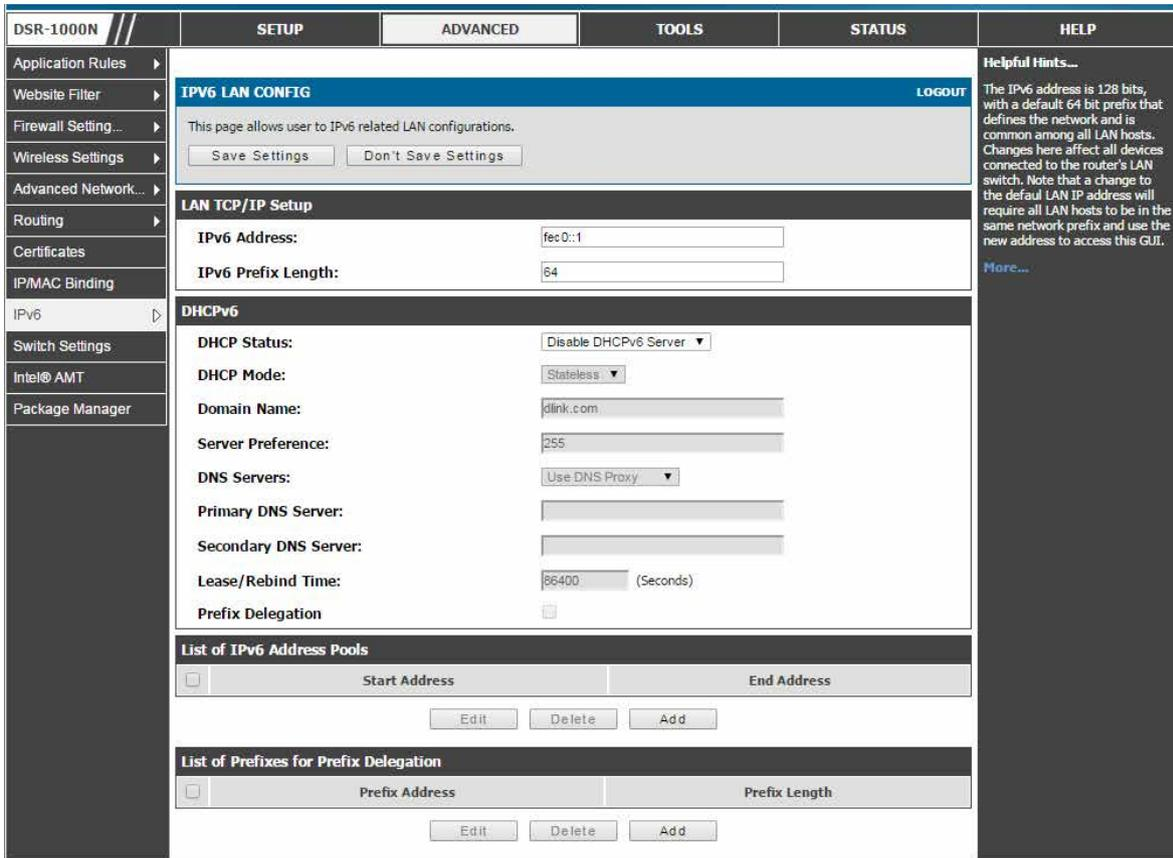 DSR-1000N
SETUP
ADVANCED
TOOLS
STATUS
HELP
Application Rules
Website Filter
Firewall Setting...
Wireless Settings
Advanced Network...
Routing
Certificates
IP/MAC Binding
IPv6
Switch Settings
Intel® AMT
Package Manager
IPV6 LAN CONFIG
LOGOUT
This page allows user to IPv6 related LAN configurations.
Save Settings
Don't Save Settings
LAN TCP/IP Setup
IPv6 Address:
fec0::1
IPv6 Prefix Length:
64
DHCPv6
DHCP Status:
Disable DHCPv6 Server
DHCP Mode:
Stateless
Domain Name:
dlink.com
Server Preference:
255
DNS Servers:
Use DNS Proxy
Primary DNS Server:
Secondary DNS Server:
Lease/Rebind Time:
86400
(Seconds)
Prefix Delegation
List of IPv6 Address Pools
Start Address
End Address
Edit
Delete
Add
List of Prefixes for Prefix Delegation
Prefix Address
Prefix Length
Edit
Delete
Add
Helpful Hints...
The IPv6 address is 128 bits,
with a default 64 bit prefix that
defines the network and is
common among all LAN hosts.
Changes here affect all devices
connected to the router's LAN
switch. Note that a change to
the defaul LAN IP address will
require all LAN hosts to be in the
same network prefix and use the
new address to access this GUI.
More...